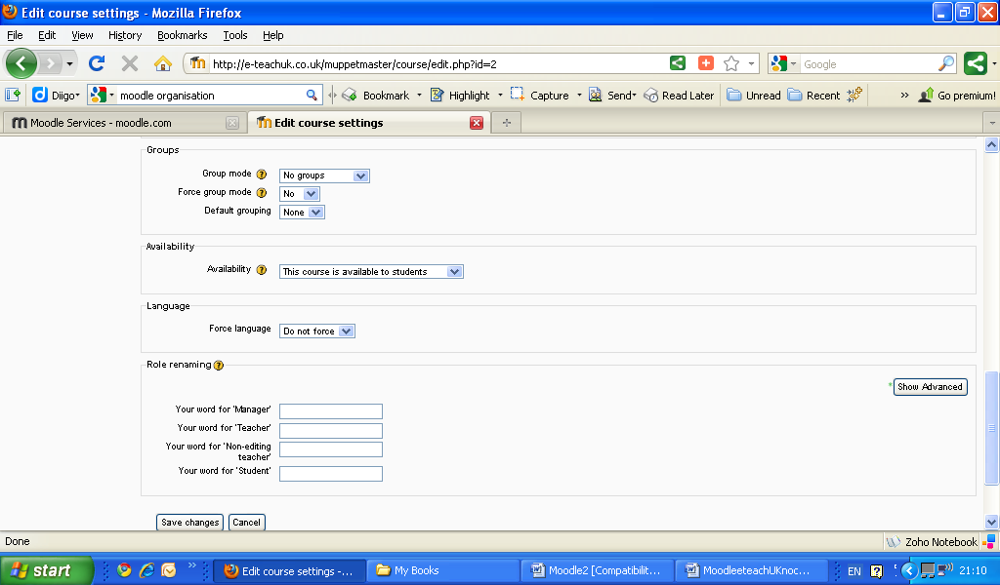 Edit course settings - Mozilla Firefox
File Edit View History Bookmarks Tools Help
http://e-teachuk.co.uk/muppetmaster/course/edit.php?id=2 Google
Diigo moodle organisation Bookmark Highlight Capture Send Read Later Unread Recent » Go premium!
Moodle Services - moodle.com Edit course settings
Groups
Group mode No groups
Force group mode No
Default grouping None
Availability
Availability This course is available to students
Language
Force language Do not force
Role renaming
* Show Advanced
Your word for 'Manager'
Your word for 'Teacher'
Your word for 'Non-editing
teacher'
Your word for 'Student'
Save changes Cancel
Done Zoho Notebook
start » Edit course settings -... My Books Moodle2 [Compatibilit... MoodleeteachUKnoc... EN 21:10